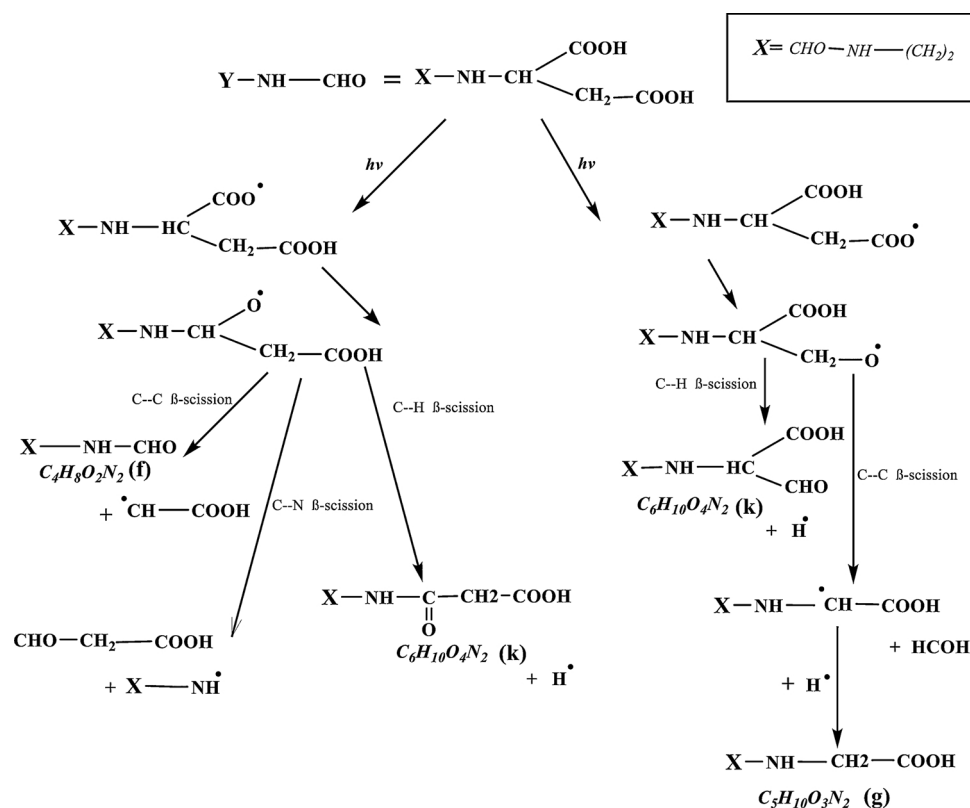 X= CHO—NH—(CH₂)₂
Y—NH—CHO = X—NH—CH
COOH
CH₂—COOH
hν
hν
COO•
X—NH—HC
CH₂—COOH
COOH
X—NH—CH
CH₂—COO•
O•
X—NH—CH
CH₂—COOH
COOH
X—NH—CH
CH₂—O•
C--C ß-scission
C--H ß-scission
C--H ß-scission
X—NH—CHO
C₄H₈O₂N₂ (f)
+ •CH—COOH
C--N ß-scission
COOH
X—NH—HC
CHO
C₆H₁₀O₄N₂ (k)
+ H•
C--C ß-scission
CHO—CH₂—COOH
+ X—NH•
X—NH—C—CH2-COOH
O
C₆H₁₀O₄N₂ (k)
+ H•
X—NH—•CH—COOH
+ HCOH
+ H•
X—NH—CH2—COOH
C₅H₁₀O₃N₂ (g)